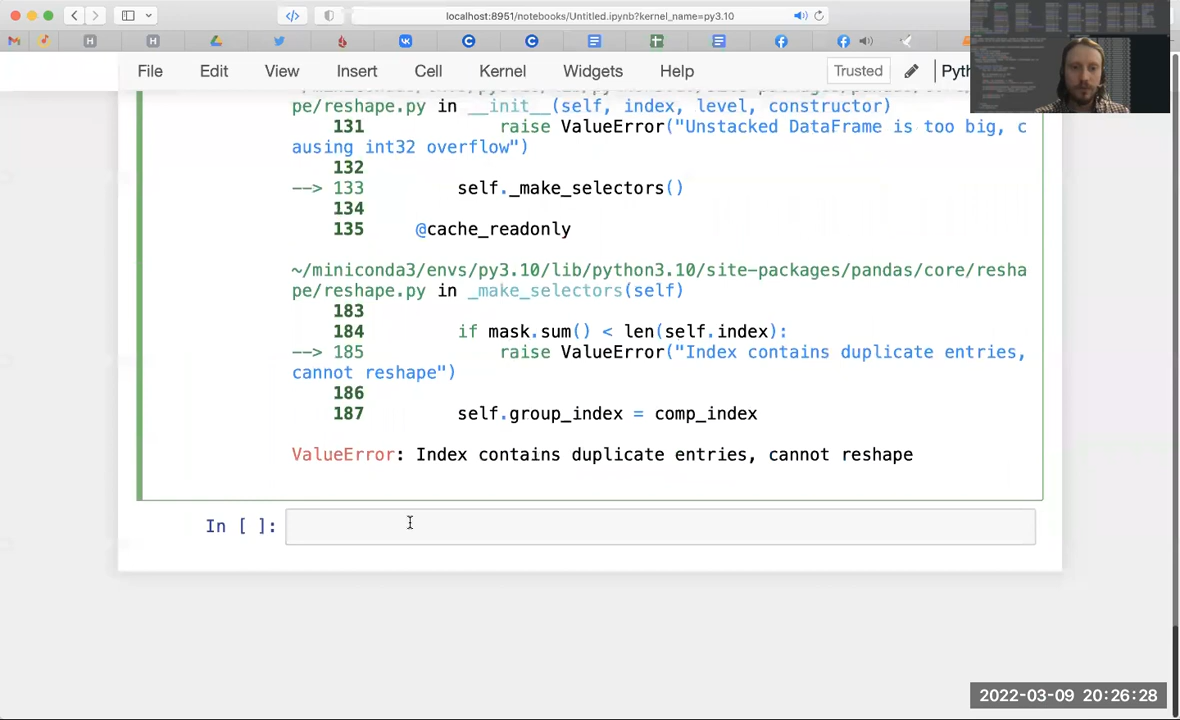 localhost:8951/notebooks/Untitled.ipynb?kernel_name=py3.10
File Edit View Insert Cell Kernel Widgets Help Trusted Pyth
pe/reshape.py in __init__(self, index, level, constructor)
131 raise ValueError("Unstacked DataFrame is too big, c
ausing int32 overflow")
132
--> 133 self._make_selectors()
134
135 @cache_readonly
~/miniconda3/envs/py3.10/lib/python3.10/site-packages/pandas/core/resha
pe/reshape.py in _make_selectors(self)
183
184 if mask.sum() < len(self.index):
--> 185 raise ValueError("Index contains duplicate entries,
cannot reshape")
186
187 self.group_index = comp_index
ValueError: Index contains duplicate entries, cannot reshape
In [ ]:
2022-03-09 20:26:28